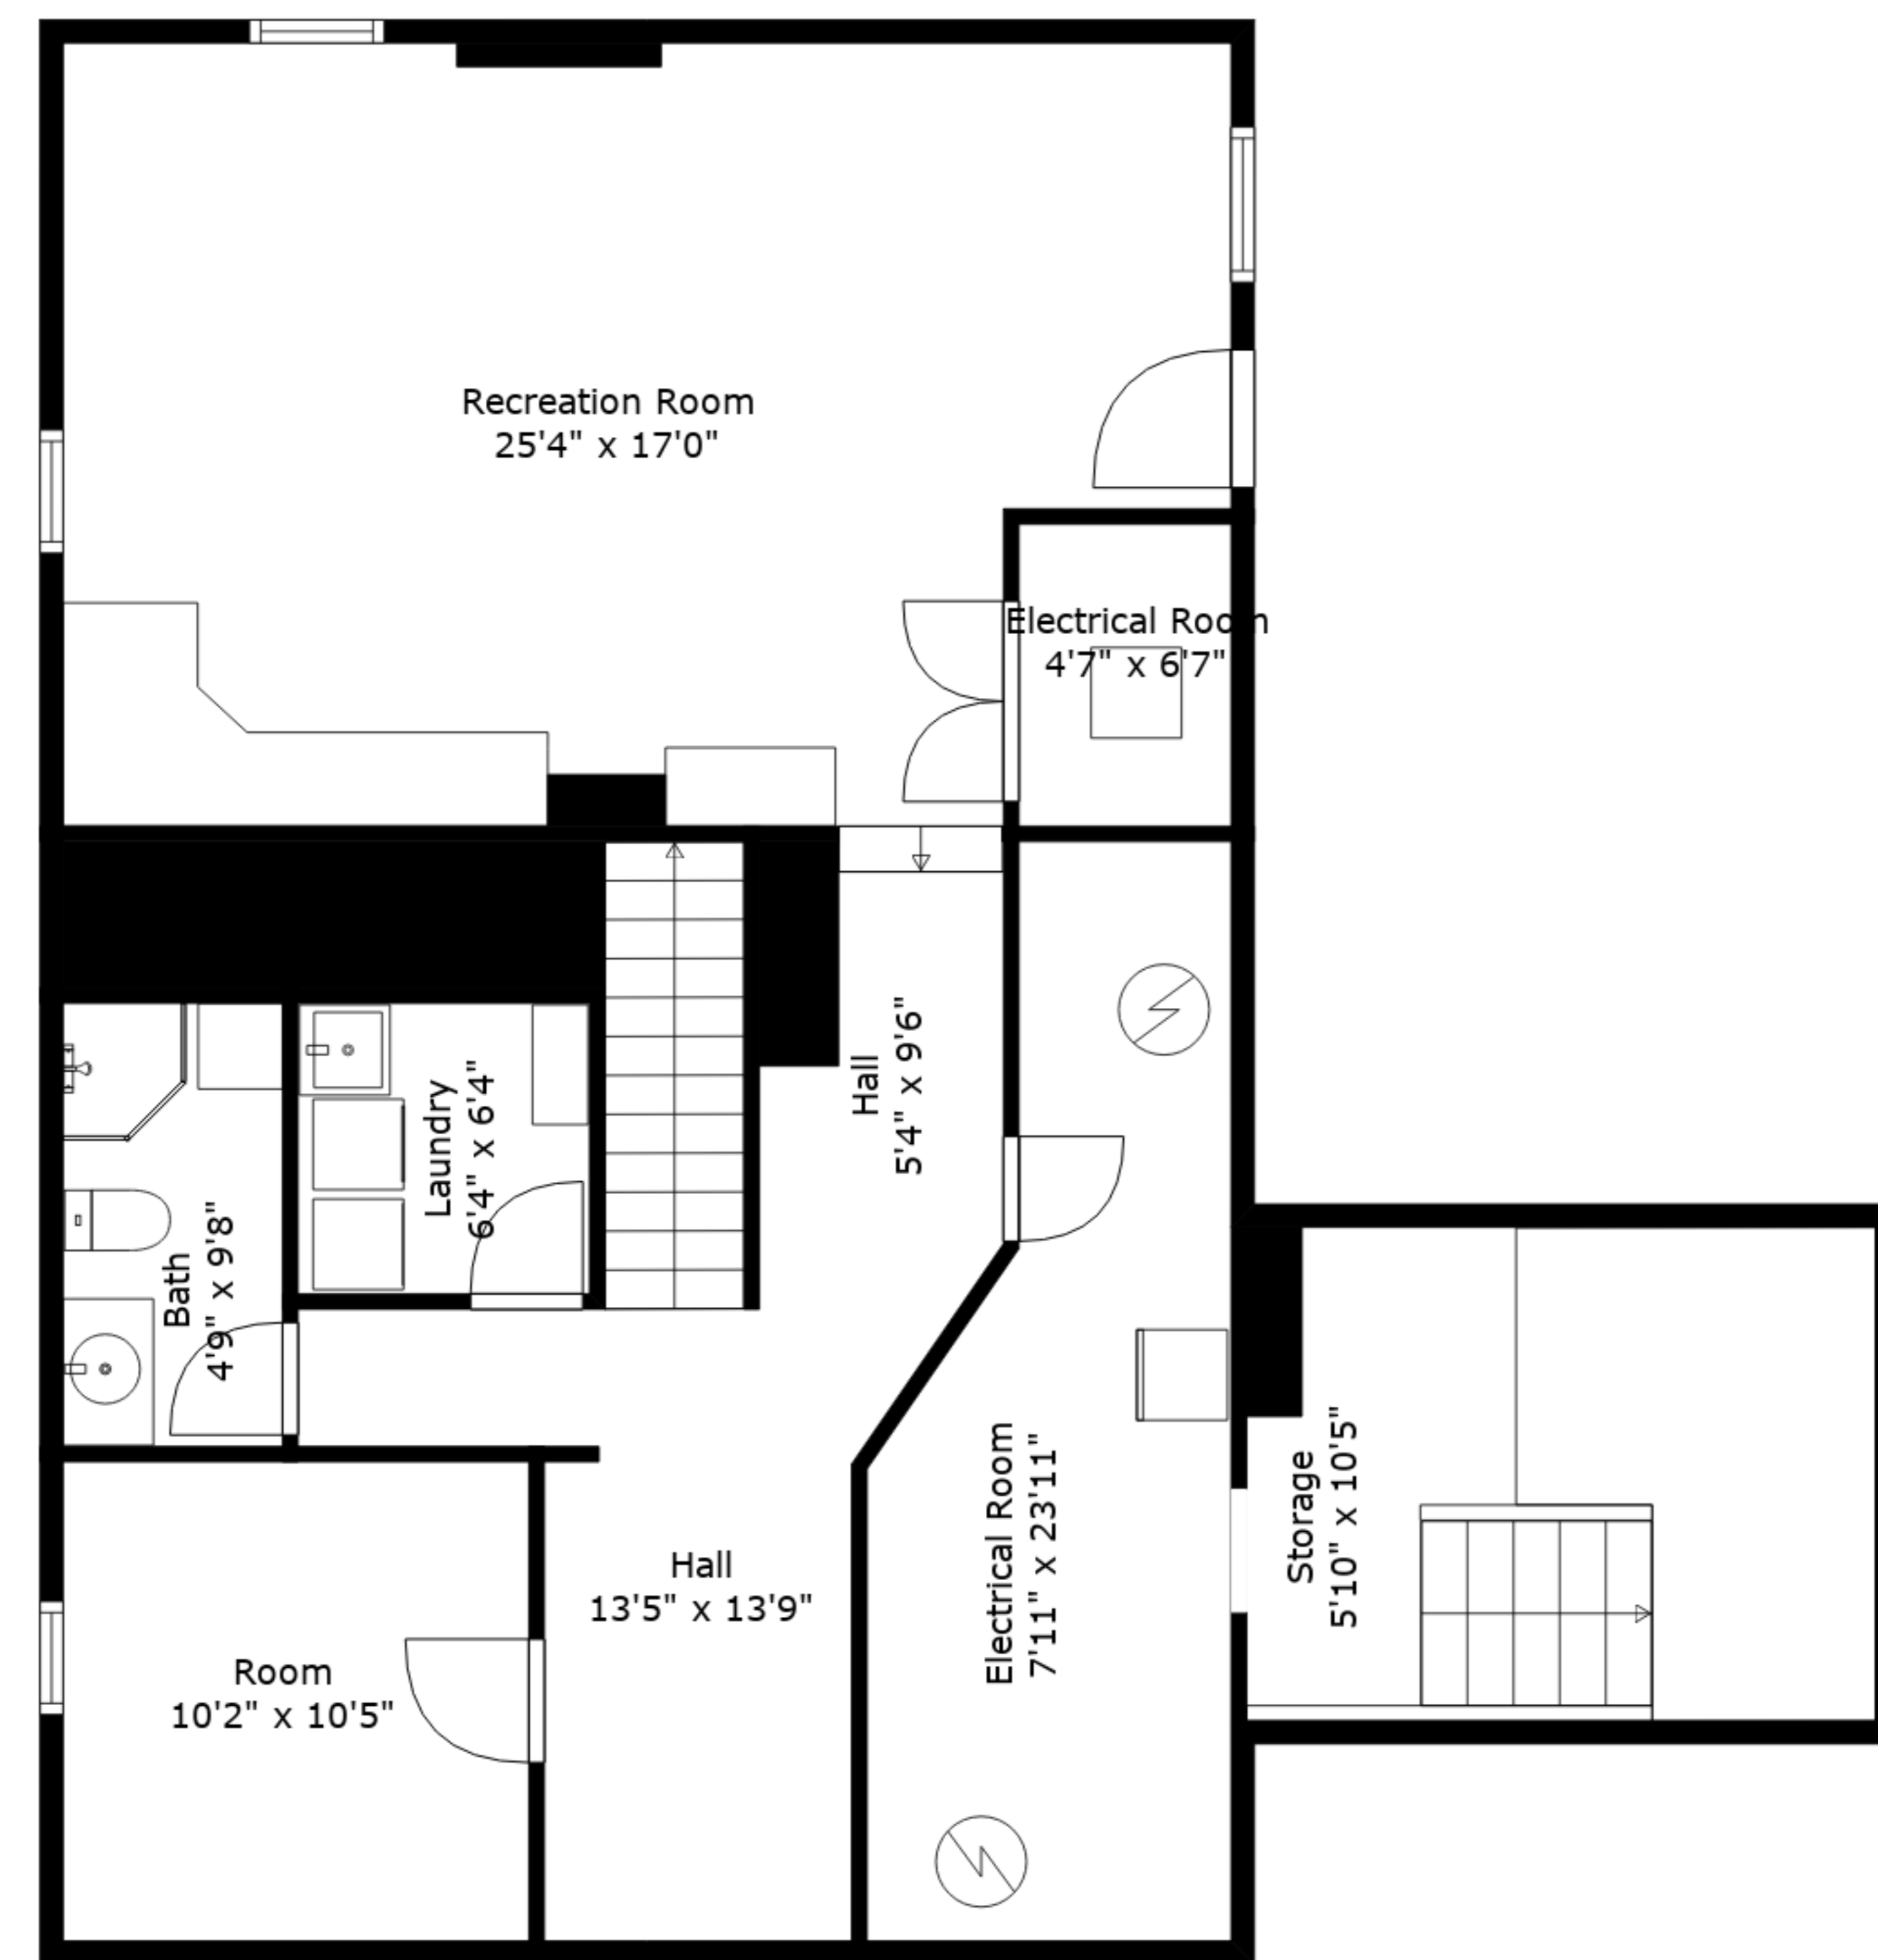 Recreation Room
25'4" x 17'0"
Electrical Room
4'7" x 6'7"
Hall
5'4" x 9'6"
Laundry
6'4" x 6'4"
Bath
4'9" x 9'8"
Electrical Room
7'11" x 23'11"
Storage
5'10" x 10'5"
Hall
13'5" x 13'9"
Room
10'2" x 10'5"